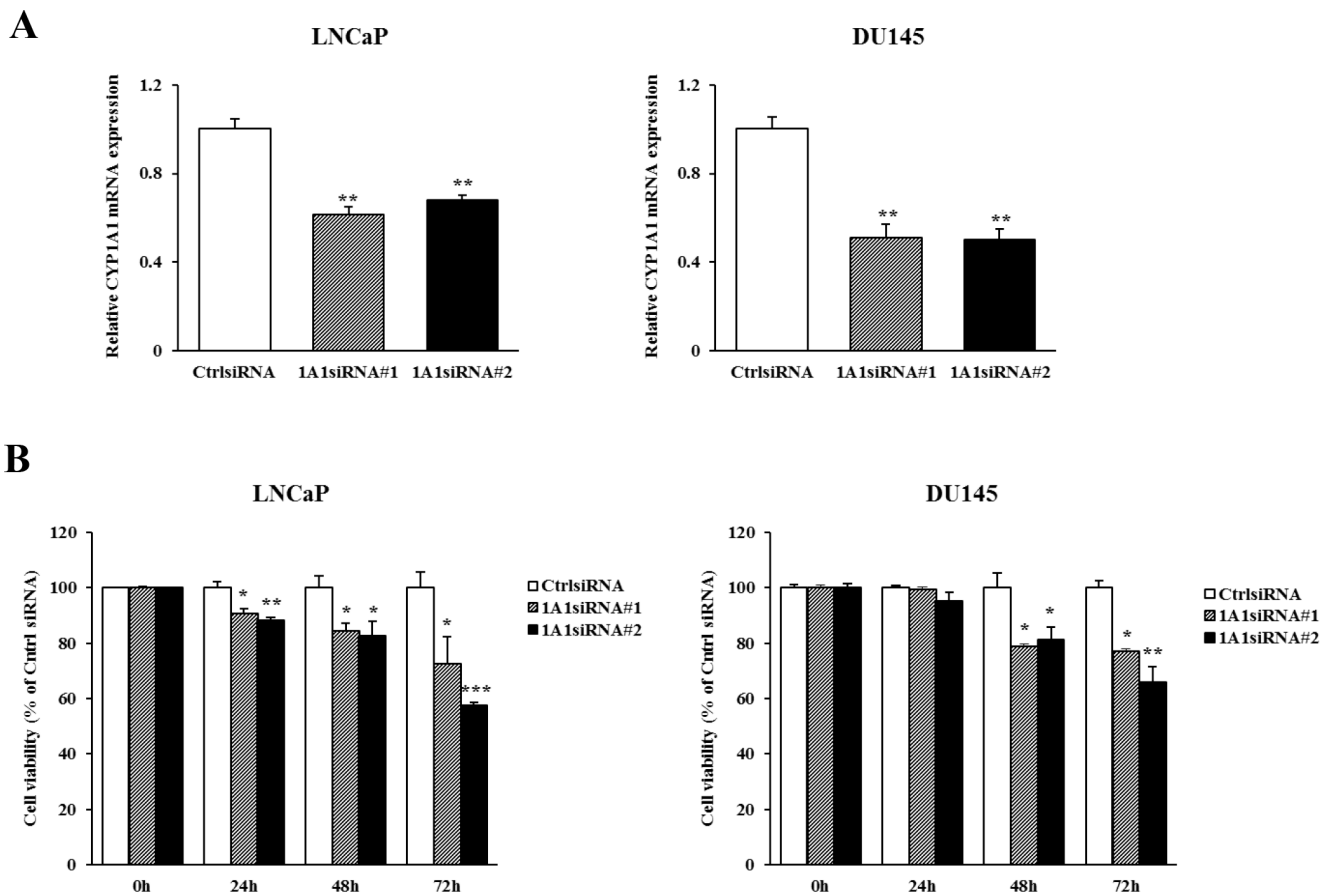 A
LNCaP
DU145
Relative CYP1A1 mRNA expression
1.2
0.8
0.4
0
**
**
CtrlsiRNA 1A1siRNA#1 1A1siRNA#2
Relative CYP1A1 mRNA expression
1.2
0.8
0.4
0
**
**
CtrlsiRNA 1A1siRNA#1 1A1siRNA#2
B
LNCaP
DU145
Cell viability (% of Cntrl siRNA)
120
100
80
60
40
20
0
*
**
*
*
*
***
0h 24h 48h 72h
CtrlsiRNA
1A1siRNA#1
1A1siRNA#2
Cell viability (% of Cntrl siRNA)
120
100
80
60
40
20
0
*
*
*
**
0h 24h 48h 72h
CtrlsiRNA
1A1siRNA#1
1A1siRNA#2